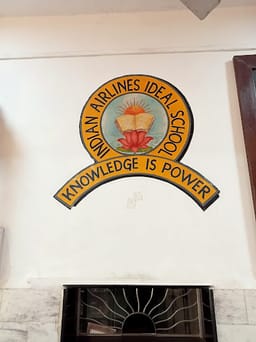 INDIAN AIRLINES IDEAL SCHOOL
KNOWLEDGE IS POWER